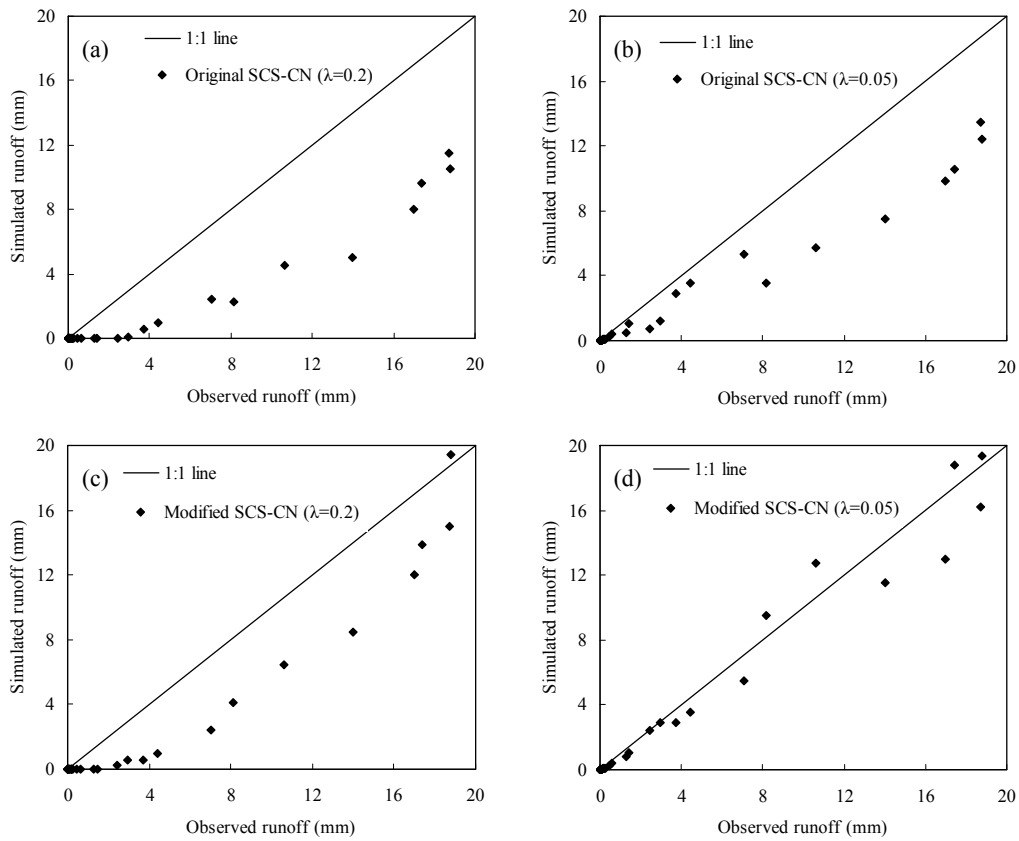 (a)
1:1 line
Original SCS-CN (λ=0.2)
Simulated runoff (mm)
20
16
12
8
4
0
0 4 8 12 16 20
Observed runoff (mm)
(b)
1:1 line
Original SCS-CN (λ=0.05)
Simulated runoff (mm)
20
16
12
8
4
0
0 4 8 12 16 20
Observed runoff (mm)
(c)
1:1 line
Modified SCS-CN (λ=0.2)
Simulated runoff (mm)
20
16
12
8
4
0
0 4 8 12 16 20
Observed runoff (mm)
(d)
1:1 line
Modified SCS-CN (λ=0.05)
Simulated runoff (mm)
20
16
12
8
4
0
0 4 8 12 16 20
Observed runoff (mm)